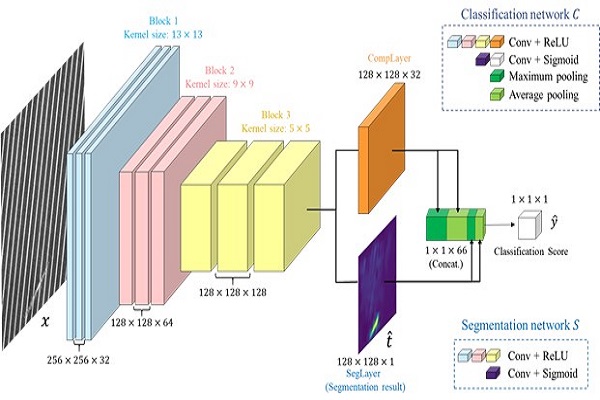 Block 1
Kernel size: 13 × 13
Block 2
Kernel size: 9 × 9
Block 3
Kernel size: 5 × 5
CompLayer
128 × 128 × 32
Classification network C
Conv + ReLU
Conv + Sigmoid
Maximum pooling
Average pooling
1 × 1 × 1
ŷ
Classification Score
1 × 1 × 66
(Concat.)
x
256 × 256 × 32
128 × 128 × 64
128 × 128 × 128
t̂
128 × 128 × 1
SegLayer
(Segmentation result)
Segmentation network S
Conv + ReLU
Conv + Sigmoid